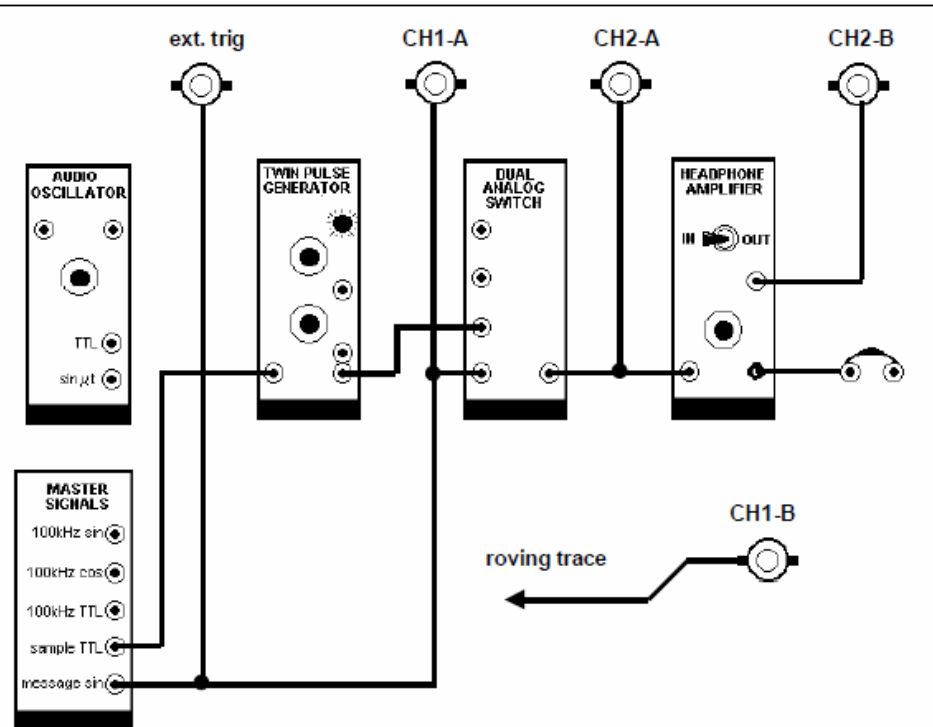 ext. trig
CH1-A
CH2-A
CH2-B
AUDIO
OSCILLATOR
TTL
sinμt
TWIN PULSE
GENERATOR
DUAL
ANALOG
SWITCH
HEADPHONE
AMPLIFIER
IN OUT
MASTER
SIGNALS
100kHz sin
100kHz cos
100kHz TTL
sample TTL
message sin
CH1-B
roving trace